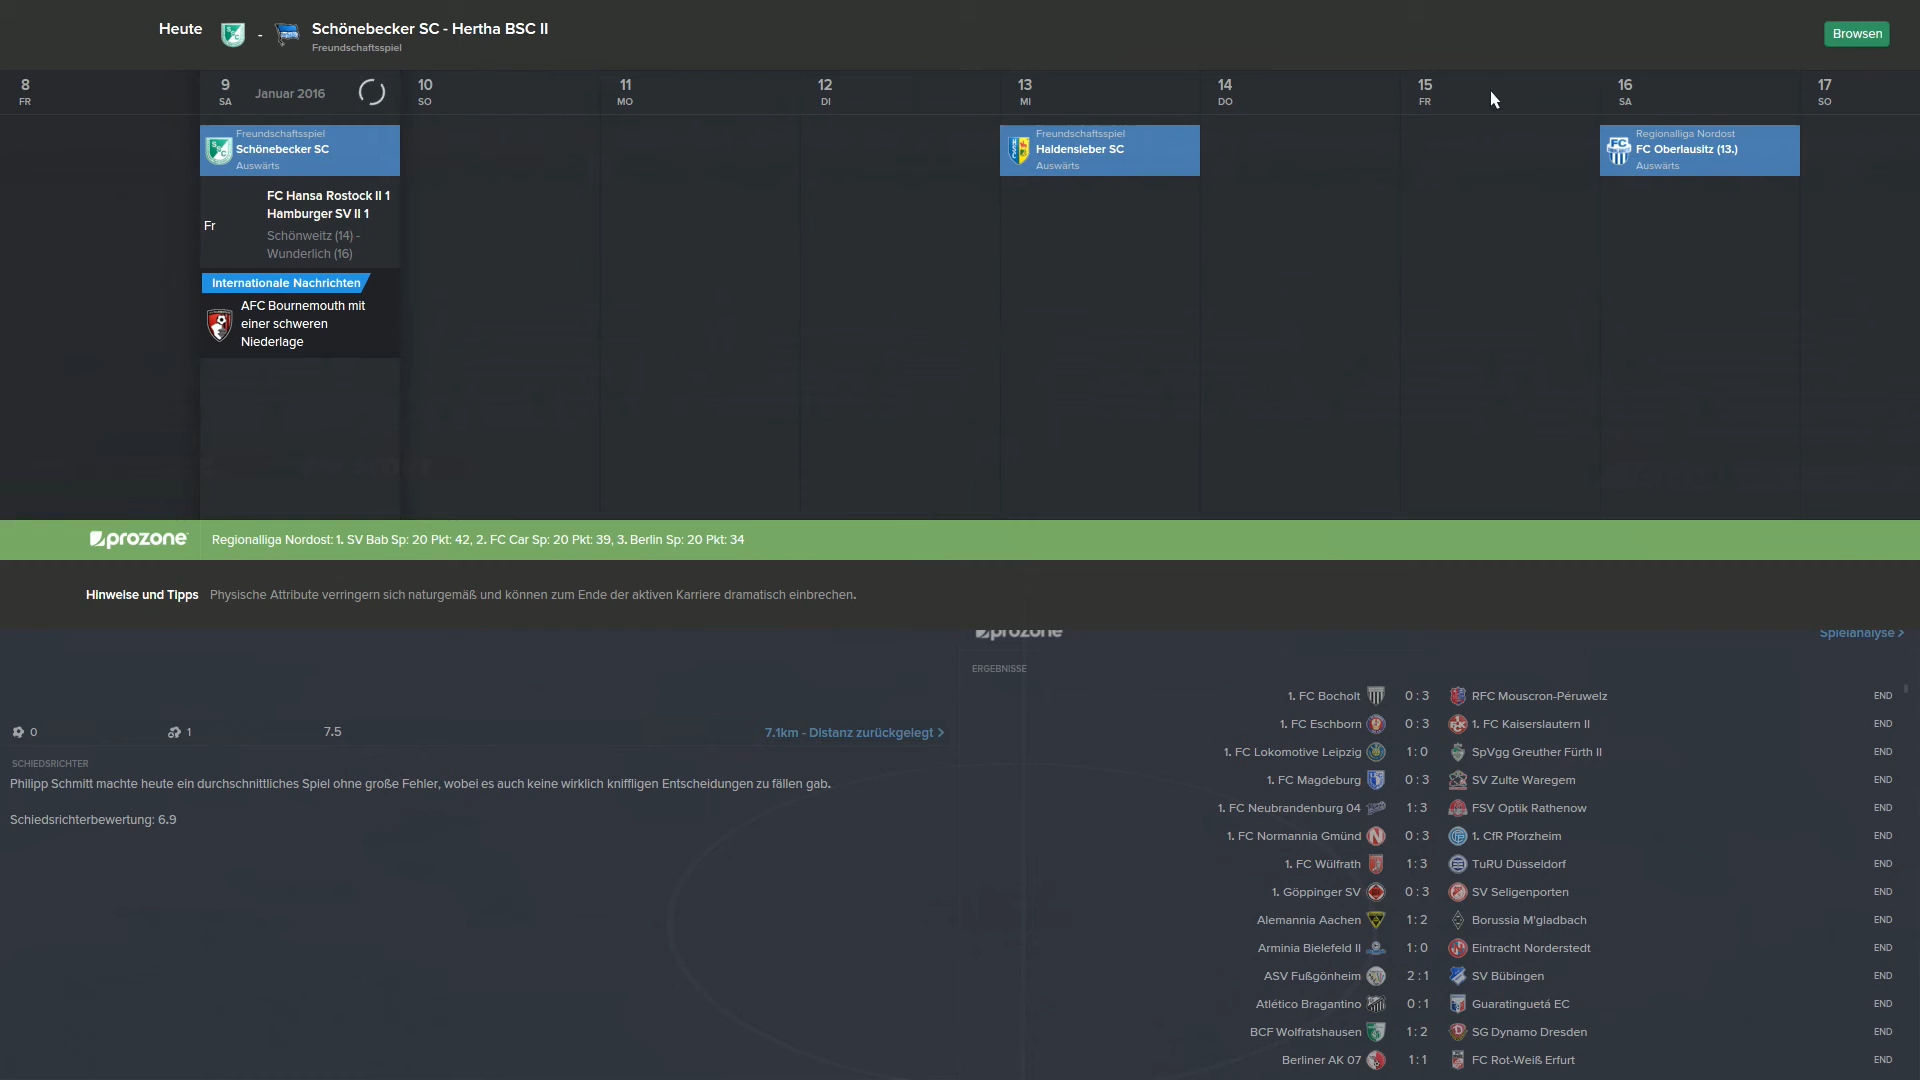 Heute
-
Schönebecker SC - Hertha BSC II
Freundschaftsspiel
Browsen
8
FR
9
SA
Januar 2016
10
SO
11
MO
12
DI
13
MI
14
DO
15
FR
16
SA
17
SO
Freundschaftsspiel
Schönebecker SC
Auswärts
Freundschaftsspiel
Haldensleber SC
Auswärts
Regionalliga Nordost
FC Oberlausitz (13.)
Auswärts
Fr
FC Hansa Rostock II 1
Hamburger SV II 1
Schönweitz (14) -
Wunderlich (16)
Internationale Nachrichten
AFC Bournemouth mit
einer schweren
Niederlage
prozone
Regionalliga Nordost: 1. SV Bab Sp: 20 Pkt: 42, 2. FC Car Sp: 20 Pkt: 39, 3. Berlin Sp: 20 Pkt: 34
Hinweise und Tipps Physische Attribute verringern sich naturgemäß und können zum Ende der aktiven Karriere dramatisch einbrechen.
prozone
Spielanalyse >
0
1
7.5
7.1km - Distanz zurückgelegt >
SCHIEDSRICHTER
Philipp Schmitt machte heute ein durchschnittliches Spiel ohne große Fehler, wobei es auch keine wirklich kniffligen Entscheidungen zu fällen gab.
Schiedsrichterbewertung: 6.9
ERGEBNISSE
1. FC Bocholt 0 : 3 RFC Mouscron-Péruwelz END
1. FC Eschborn 0 : 3 1. FC Kaiserslautern II END
1. FC Lokomotive Leipzig 1 : 0 SpVgg Greuther Fürth II END
1. FC Magdeburg 0 : 3 SV Zulte Waregem END
1. FC Neubrandenburg 04 1 : 3 FSV Optik Rathenow END
1. FC Normannia Gmünd 0 : 3 1. CfR Pforzheim END
1. FC Wülfrath 1 : 3 TuRU Düsseldorf END
1. Göppinger SV 0 : 3 SV Seligenporten END
Alemannia Aachen 1 : 2 Borussia M'gladbach END
Arminia Bielefeld II 1 : 0 Eintracht Norderstedt END
ASV Fußgönheim 2 : 1 SV Bübingen END
Atlético Bragantino 0 : 1 Guaratinguetá EC END
BCF Wolfratshausen 1 : 2 SG Dynamo Dresden END
Berliner AK 07 1 : 1 FC Rot-Weiß Erfurt END